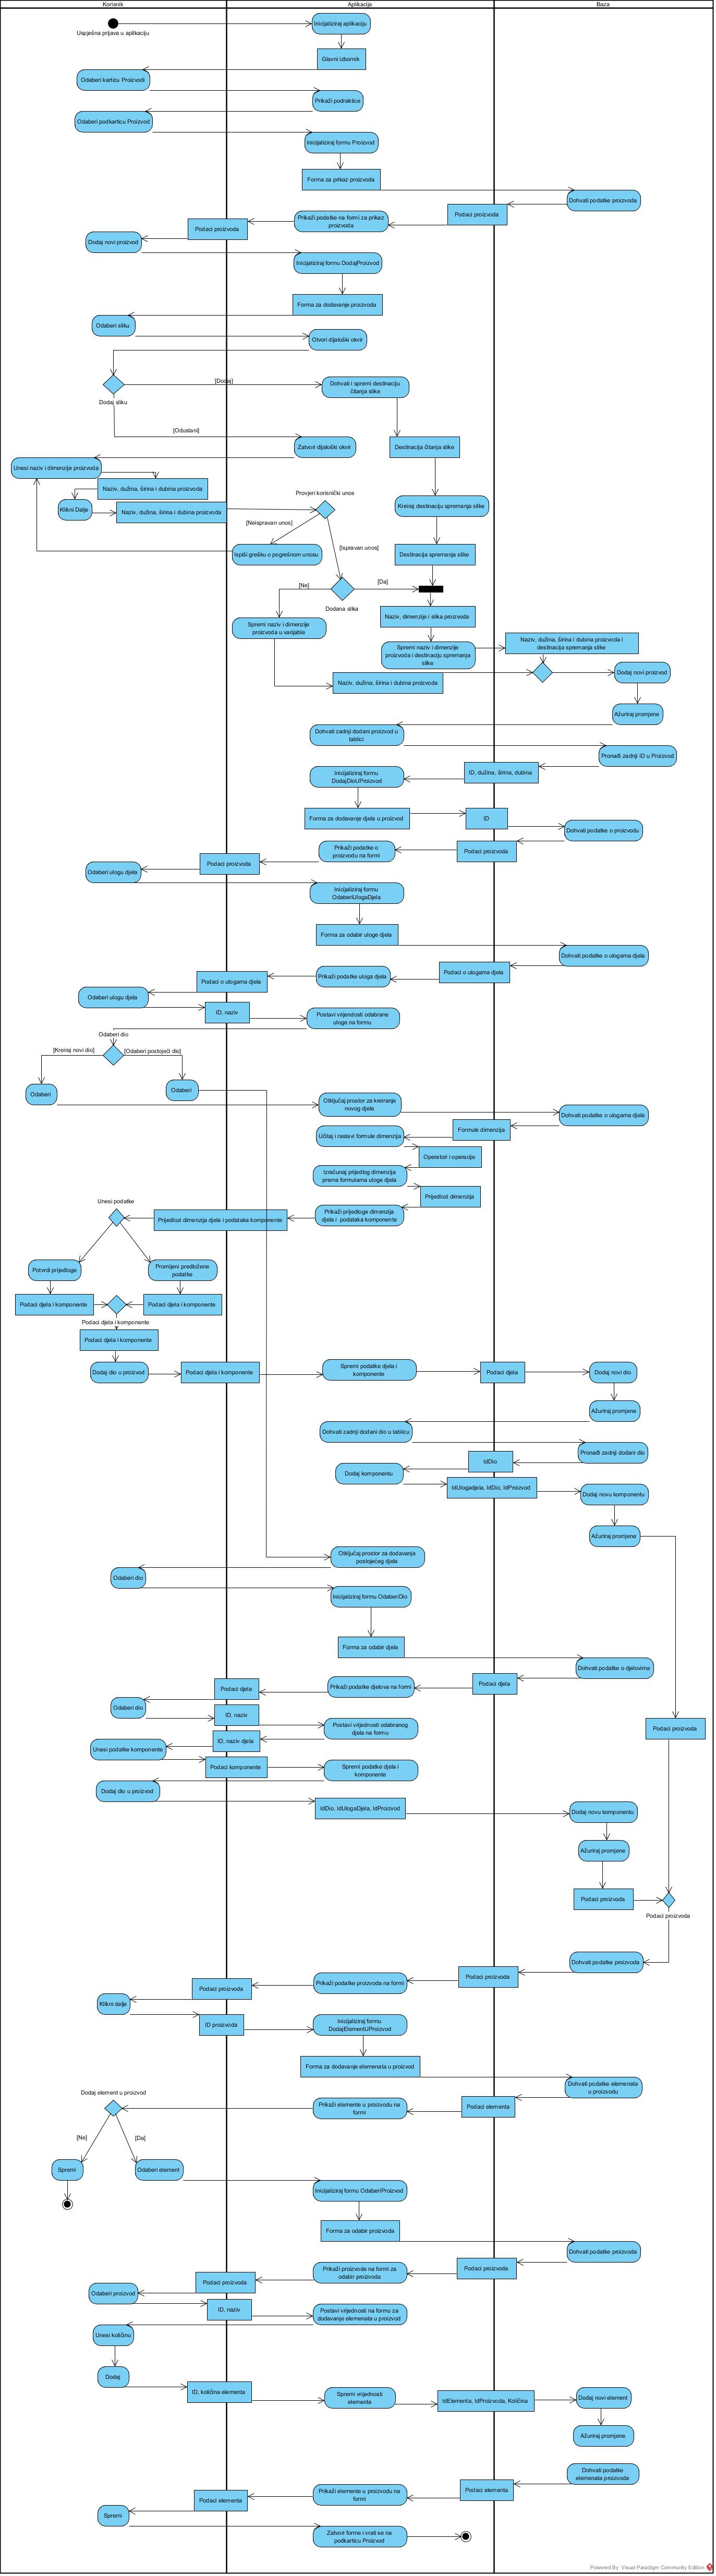 Korisnik
Aplikacija
Baza
Uspješna prijava u aplikaciju
Inicijaliziraj aplikaciju
Glavni izbornik
Odaberi karticu Proizvodi
Prikaži podraktice
Odaberi podkarticu Proizvod
Inicijaliziraj formu Proizvod
Forma za prikaz proizvoda
Dohvati podatke proizvoda
Podaci proizvoda
Prikaži podatke na formi za prikaz
proizvoda
Podaci proizvoda
Dodaj novi proizvod
Inicijaliziraj formu DodajProizvod
Forma za dodavanje proizvoda
Odaberi sliku
Otvori dijaloški okvir
[Dodaj]
Dodaj sliku
Dohvati i spremi destinaciju
čitanja slike
[Odustani]
Zatvori dijaloški okvir
Destinacija čitanja slike
Unesi naziv i dimenzije proizvoda
Naziv, dužina, širina i dubina proizvoda
Klikni Dalje
Naziv, dužina, širina i dubina proizvoda
Provjeri korisnički unos
Kreiraj destinaciju spremanja slike
[Neispravan unos]
[Ispravan unos]
Ispiši grešku o pogrešnom unosu
Destinacija spremanja slike
[Ne]
[Da]
Dodana slika
Naziv, dimenzije i slika proizvoda
Spremi naziv i dimenzije
proizvoda u varijable
Spremi naziv i dimenzije
proizvoda i destinaciju spremanja
slike
Naziv, dužina, širina i dubina proizvoda i
destinacija spremanja slike
Naziv, dužina, širina i dubina proizvoda
Dodaj novi proizvod
Ažuriraj promjene
Dohvati zadnji dodani proizvod u
tablici
Pronađi zadnji ID u Proizvod
ID, dužina, širina, dubina
Inicijaliziraj formu
DodajDioUProizvod
Forma za dodavanje djela u proizvod
ID
Dohvati podatke o proizvodu
Podaci proizvoda
Prikaži podatke o
proizvodu na formi
Podaci proizvoda
Odaberi ulogu djela
Inicijaliziraj formu
OdaberiUlogaDjela
Forma za odabir uloge djela
Dohvati podatke o ulogama djela
Podaci o ulogama djela
Prikaži podatke uloga djela
Podaci o ulogama djela
Odaberi ulogu djela
ID, naziv
Postavi vrijendosti odabrane
uloge na formu
Odaberi dio
[Kreiraj novi dio]
[Odaberi postojeći dio]
Odaberi
Odaberi
Otključaj prostor za kreiranje
novog djela
Dohvati podatke o ulogama djela
Formule dimenzija
Učitaj i rastavi formule dimenzija
Operatori i operacije
Izračunaj prijedlog dimenzija
prema formulama uloge djela
Prijedlozi dimenzija
Unesi podatke
Prijedlozi dimenzija djela i podataka komponente
Prikaži prijedloge dimenzija
djela i podataka komponente
Potvrdi prijedloge
Promijeni predložene
podatke
Podaci djela i komponente
Podaci djela i komponente
Podaci djela i komponente
Podaci djela i komponente
Dodaj dio u proizvod
Podaci djela i komponente
Spremi podatke djela i
komponente
Podaci djela
Dodaj novi dio
Ažuriraj promjene
Dohvati zadnji dodani dio u tablicu
Pronađi zadnji dodani dio
IdDio
Dodaj komponentu
IdUlogadjela, IdDio, IdProizvod
Dodaj novu komponentu
Ažuriraj promjene
Otključaj prostor za dodavanje
postojećeg djela
Odaberi dio
Inicijaliziraj formu OdaberiDio
Forma za odabir djela
Dohvati podatke o djelovima
Podaci djela
Prikaži podatke djelova na formi
Podaci djela
Odaberi dio
ID, naziv
Postavi vrijednosti odabranog
djela na formu
Podaci proizvoda
ID, naziv djela
Unesi podatke komponente
Podaci komponente
Spremi podatke djela i
komponente
Dodaj dio u proizvod
IdDio, IdUlogaDjela, IdProizvod
Dodaj novu komponentu
Ažuriraj promjene
Podaci proizvoda
Podaci proizvoda
Dohvati podatke proizvoda
Podaci proizvoda
Prikaži podatke proizvoda na formi
Podaci proizvoda
Klikni dalje
ID proizvoda
Inicijaliziraj formu
DodajElementUProizvod
Forma za dodavanje elemenata u proizvod
Dohvati podatke elemenata
u proizvodu
Dodaj element u proizvod
Podaci elementa
Prikaži elemente u proizvodu na
formi
[Ne]
[Da]
Spremi
Odaberi element
Inicijaliziraj formu OdaberiProizvod
Forma za odabir proizvoda
Dohvati podatke proizvoda
Podaci proizvoda
Prikaži proizvode na formi za
odabir proizvoda
Podaci proizvoda
Odaberi proizvod
ID, naziv
Postavi vrijednosti na formu za
dodavanje elemenata u proizvod
Unesi količinu
Dodaj
ID, količina elementa
Spremi vrijednosti
elementa
IdElementa, IdProizvoda, Količina
Dodaj novi element
Ažuriraj promjene
Dohvati podatke
elemenata proizvoda
Podaci elementa
Prikaži elemente u proizvodu na
formi
Podaci elementa
Spremi
Zatvori forme i vrati se na
podkarticu Proizvod
Powered By Visual Paradigm Community Edition